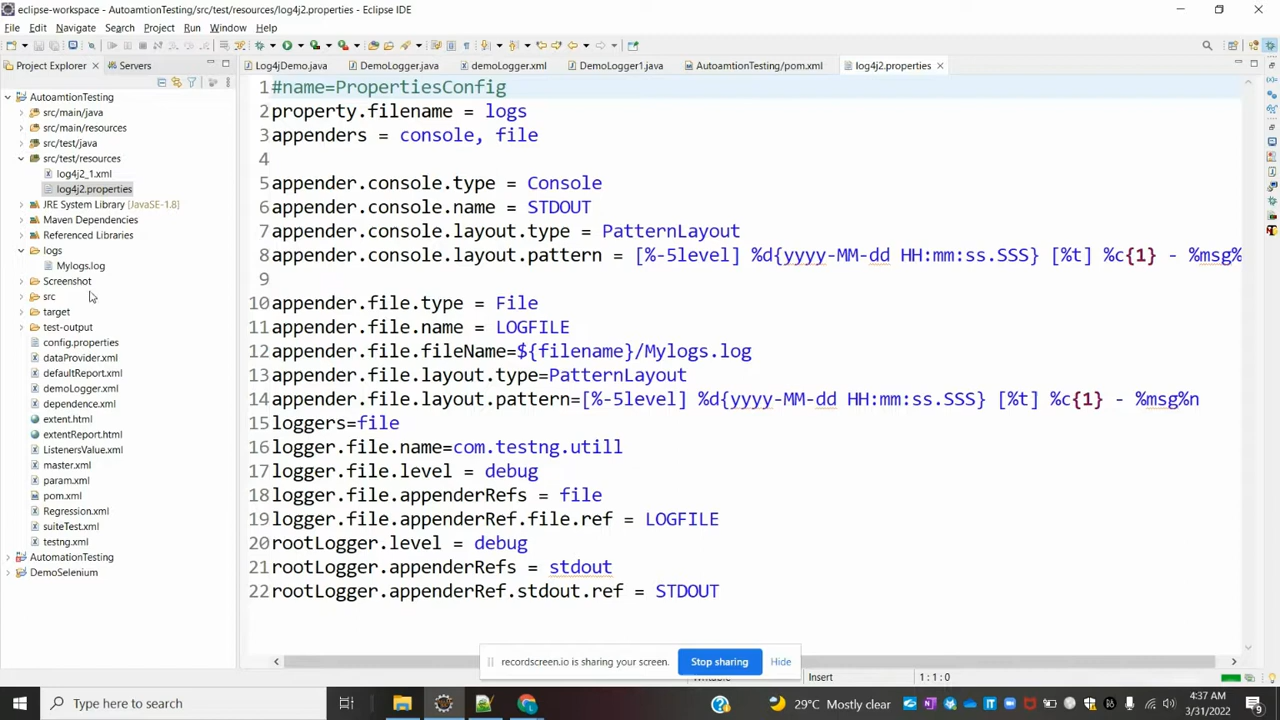 eclipse-workspace - AutoamtionTesting/src/test/resources/log4j2.properties - Eclipse IDE
File Edit Navigate Search Project Run Window Help
Project Explorer Servers
Log4jDemo.java DemoLogger.java demoLogger.xml DemoLogger1.java AutoamtionTesting/pom.xml log4j2.properties
AutoamtionTesting
src/main/java
src/main/resources
src/test/java
src/test/resources
log4j2_1.xml
log4j2.properties
JRE System Library [JavaSE-1.8]
Maven Dependencies
Referenced Libraries
logs
Mylogs.log
Screenshot
src
target
test-output
config.properties
dataProvider.xml
defaultReport.xml
demoLogger.xml
dependence.xml
extent.html
extentReport.html
ListenersValue.xml
master.xml
param.xml
pom.xml
Regression.xml
suiteTest.xml
testng.xml
AutomationTesting
DemoSelenium
1 #name=PropertiesConfig
2 property.filename = logs
3 appenders = console, file
4
5 appender.console.type = Console
6 appender.console.name = STDOUT
7 appender.console.layout.type = PatternLayout
8 appender.console.layout.pattern = [%-5level] %d{yyyy-MM-dd HH:mm:ss.SSS} [%t] %c{1} - %msg%
9
10 appender.file.type = File
11 appender.file.name = LOGFILE
12 appender.file.fileName=${filename}/Mylogs.log
13 appender.file.layout.type=PatternLayout
14 appender.file.layout.pattern=[%-5level] %d{yyyy-MM-dd HH:mm:ss.SSS} [%t] %c{1} - %msg%n
15 loggers=file
16 logger.file.name=com.testng.utill
17 logger.file.level = debug
18 logger.file.appenderRefs = file
19 logger.file.appenderRef.file.ref = LOGFILE
20 rootLogger.level = debug
21 rootLogger.appenderRefs = stdout
22 rootLogger.appenderRef.stdout.ref = STDOUT
recordscreen.io is sharing your screen. Stop sharing Hide
Writable Insert 1 : 1 : 0
Type here to search
29°C Mostly clear
4:37 AM
3/31/2022
9